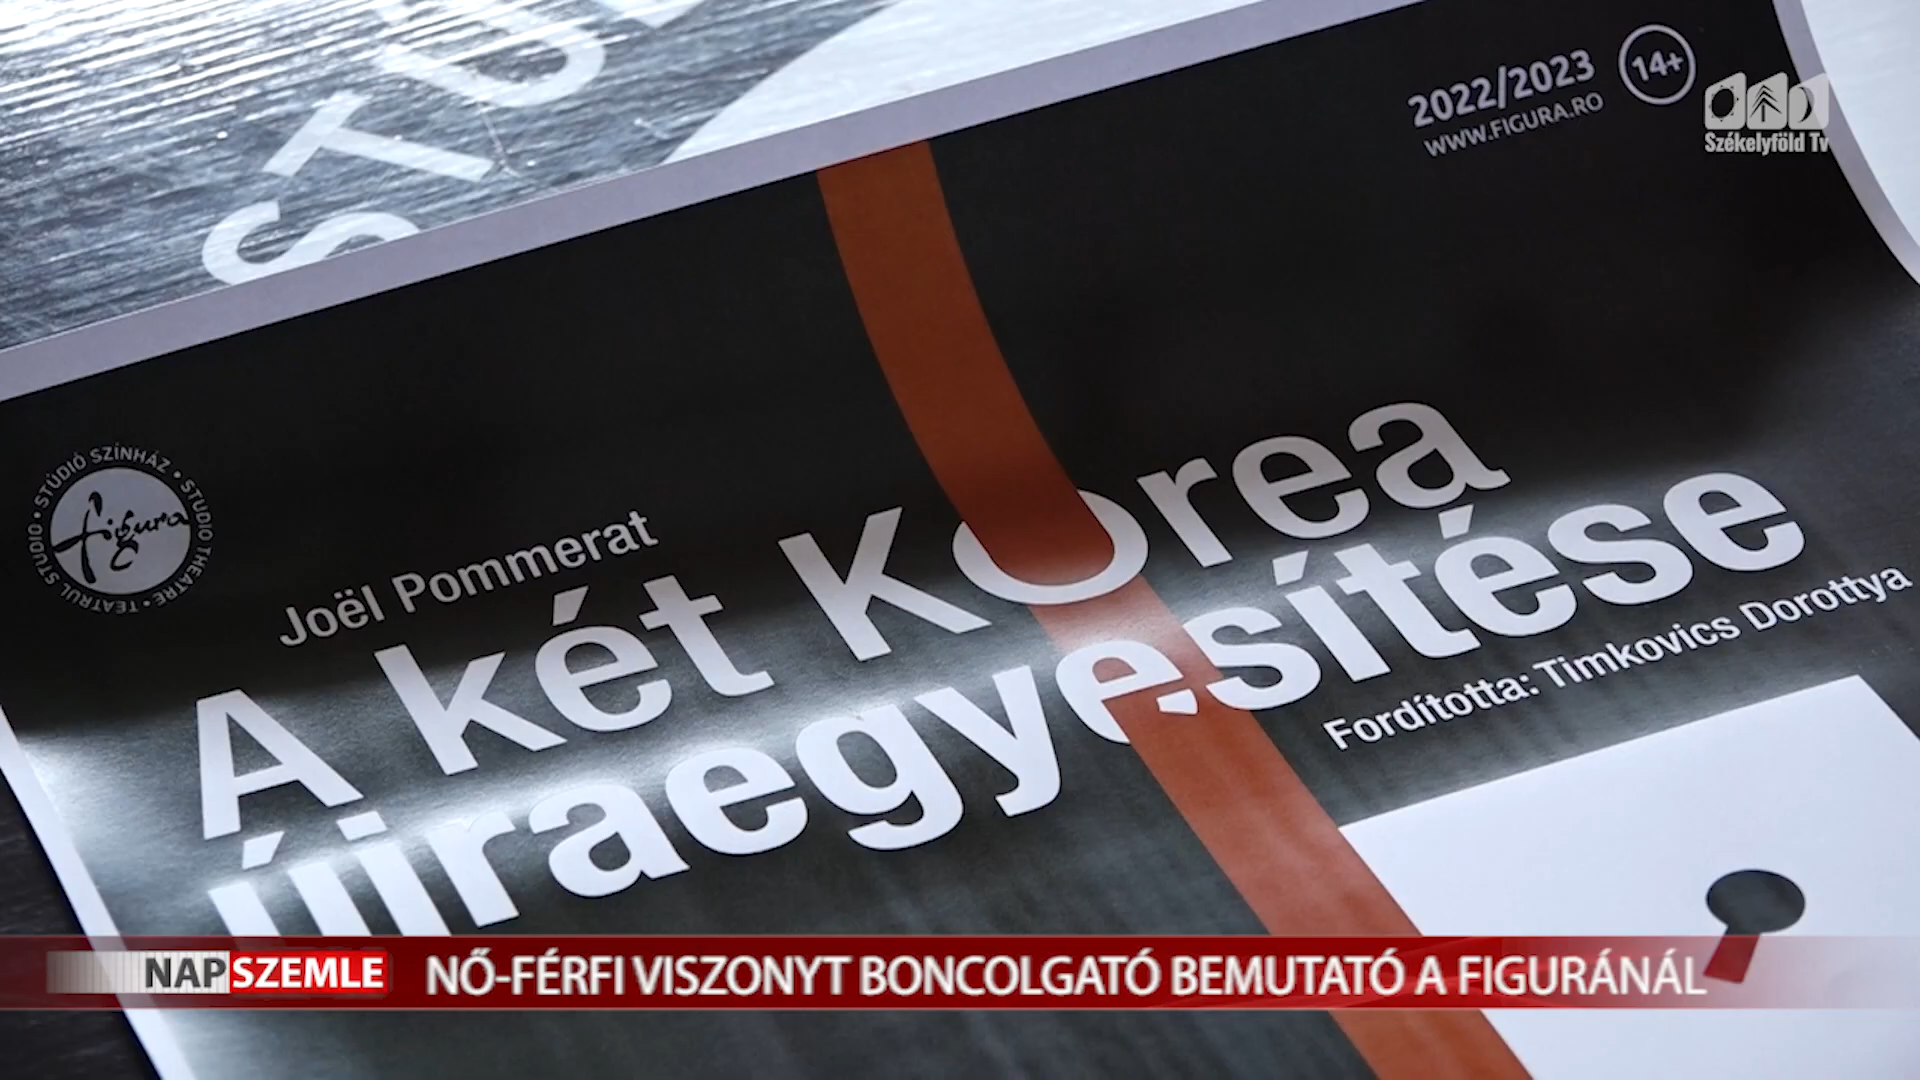 STU
2022/2023
14+
WWW.FIGURA.RO
Székelyföld Tv
STÚDIÓ SZÍNHÁZ • STUDIO THEATRE • TEATRUL STUDIO •
figura
Joël Pommerat
A két Korea
újraegyesítése
Fordította: Timkovics Dorottya
NAPSZEMLE
NŐ-FÉRFI VISZONYT BONCOLGATÓ BEMUTATÓ A FIGURÁNÁL